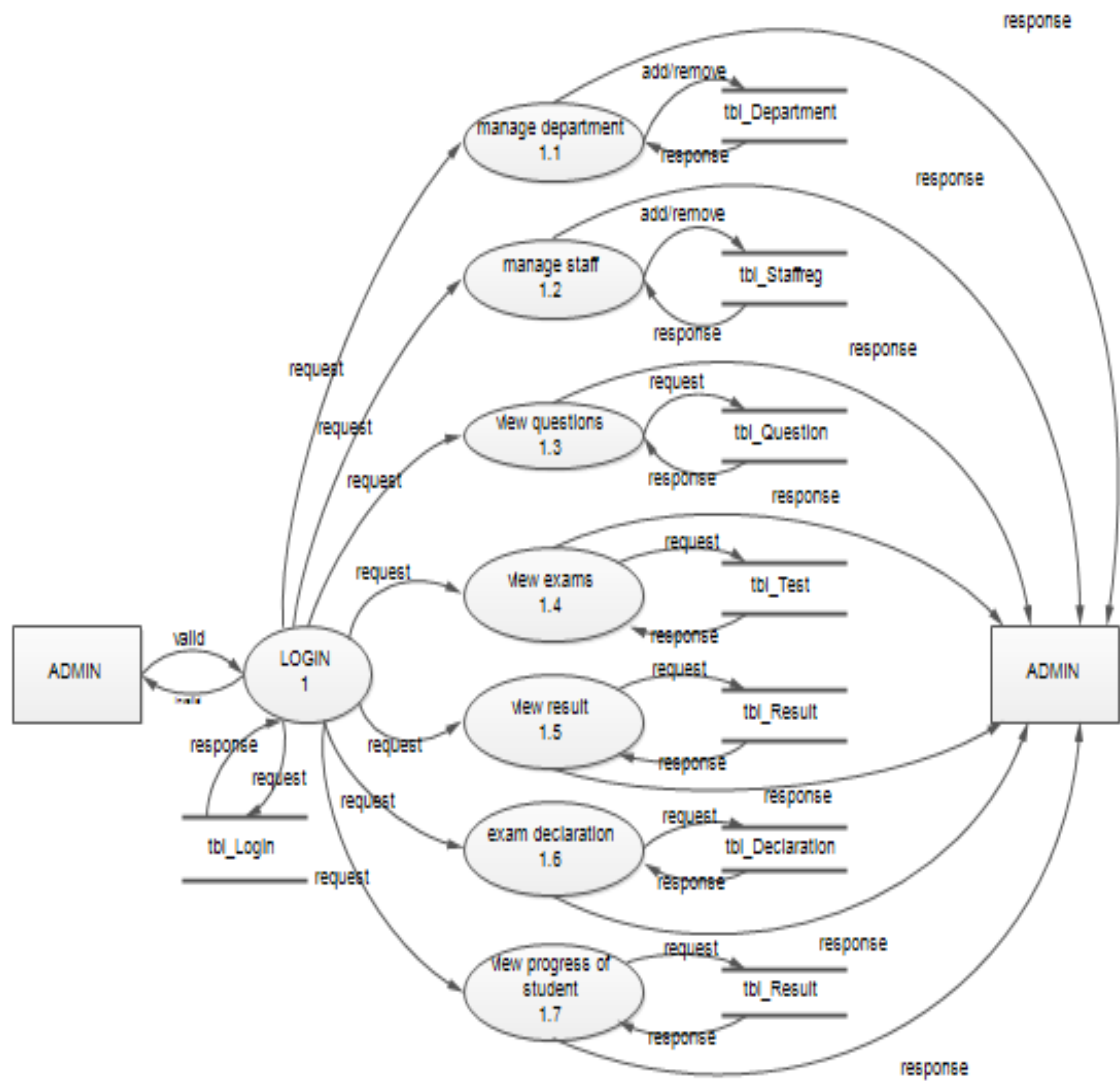 response
add/remove
tbl_Department
manage department
1.1
response
response
add/remove
manage staff
1.2
tbl_Staffreg
response
response
request
request
request
view questions
1.3
tbl_Question
request
request
response
response
request
request
view exams
1.4
tbl_Test
response
valid
ADMIN
LOGIN
1
ADMIN
request
view result
1.5
tbl_Result
response
request
response
request
request
response
request
exam declaration
1.6
tbl_Declaration
tbl_Login
response
request
view progress of
student
1.7
request
response
tbl_Result
response
response